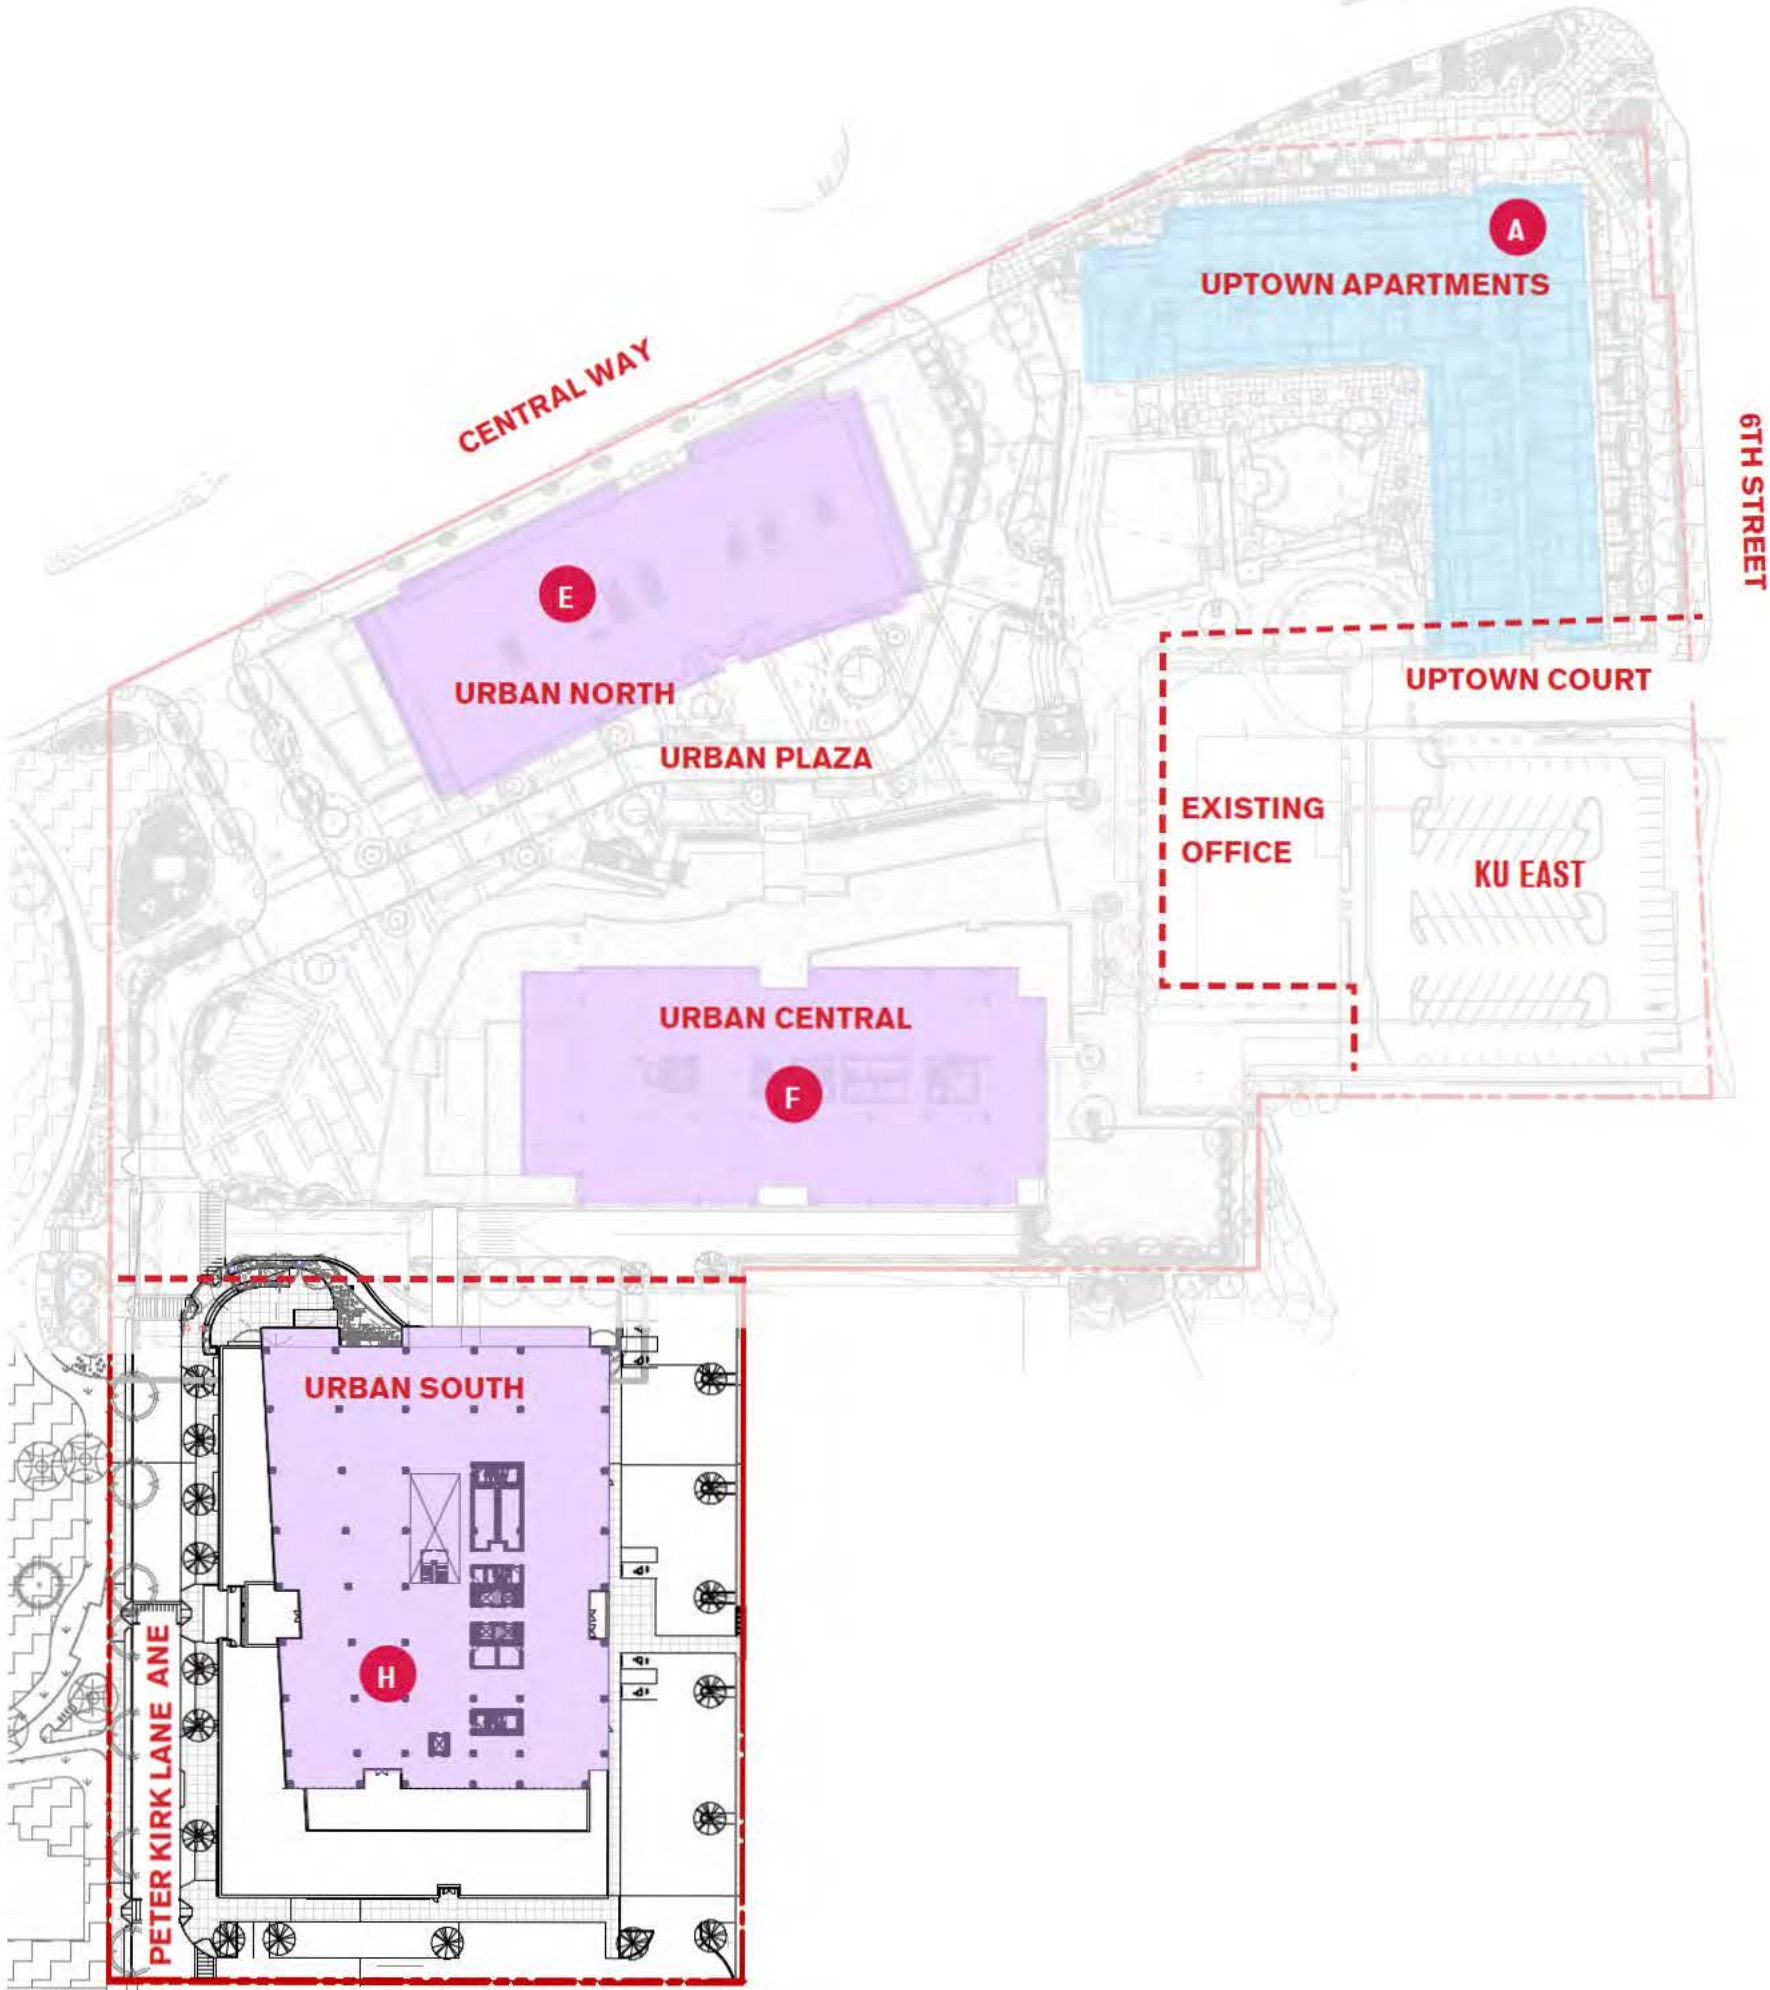 A
UPTOWN APARTMENTS
CENTRAL WAY
6TH STREET
E
URBAN NORTH
UPTOWN COURT
URBAN PLAZA
EXISTING
OFFICE
KU EAST
URBAN CENTRAL
F
URBAN SOUTH
H
PETER KIRK LANE ANE